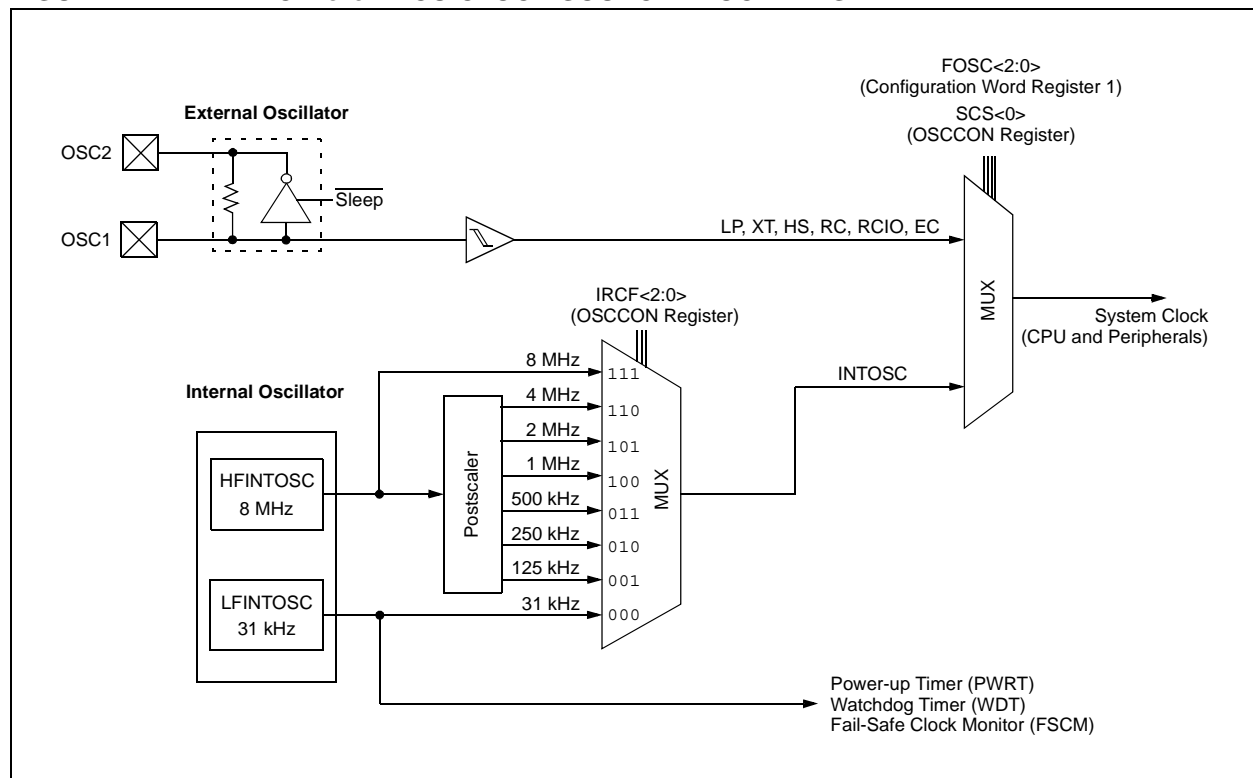 FOSC<2:0>
(Configuration Word Register 1)
SCS<0>
(OSCCON Register)
External Oscillator
OSC2
Sleep
OSC1
LP, XT, HS, RC, RCIO, EC
MUX
System Clock
(CPU and Peripherals)
IRCF<2:0>
(OSCCON Register)
Internal Oscillator
HFINTOSC
8 MHz
LFINTOSC
31 kHz
Postscaler
8 MHz
111
4 MHz
110
2 MHz
101
1 MHz
100
500 kHz
011
250 kHz
010
125 kHz
001
31 kHz
000
MUX
INTOSC
Power-up Timer (PWRT)
Watchdog Timer (WDT)
Fail-Safe Clock Monitor (FSCM)